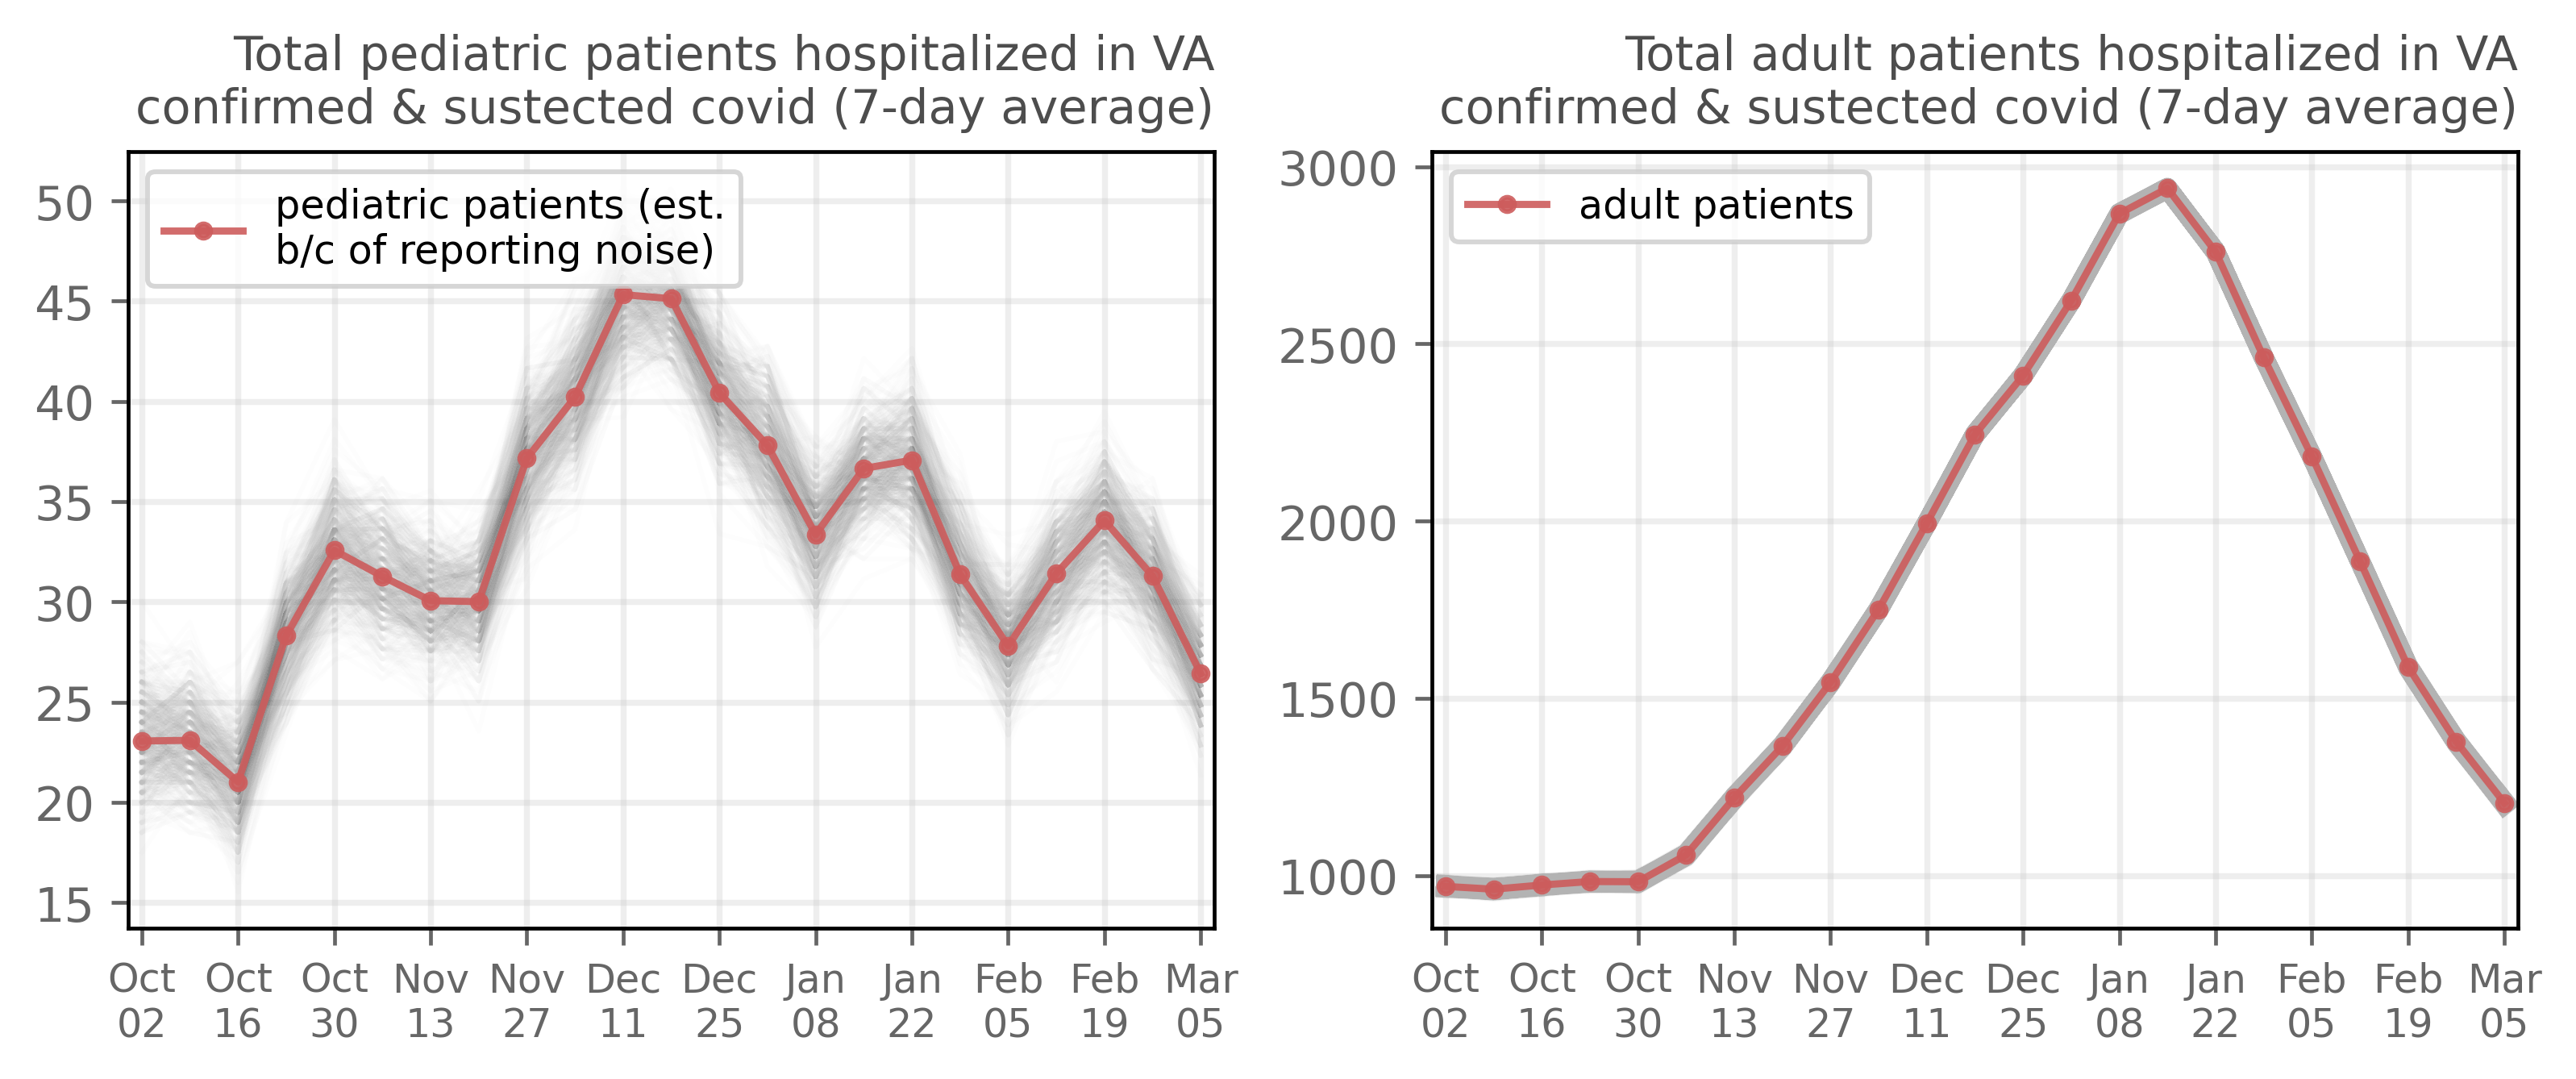 Total pediatric patients hospitalized in VA
confirmed & sustected covid (7-day average)
pediatric patients (est.
b/c of reporting noise)
50
45
40
35
30
25
20
15
Oct Oct Oct Nov Nov Dec Dec Jan Jan Feb Feb Mar
02 16 30 13 27 11 25 08 22 05 19 05
Total adult patients hospitalized in VA
confirmed & sustected covid (7-day average)
adult patients
3000
2500
2000
1500
1000
Oct Oct Oct Nov Nov Dec Dec Jan Jan Feb Feb Mar
02 16 30 13 27 11 25 08 22 05 19 05